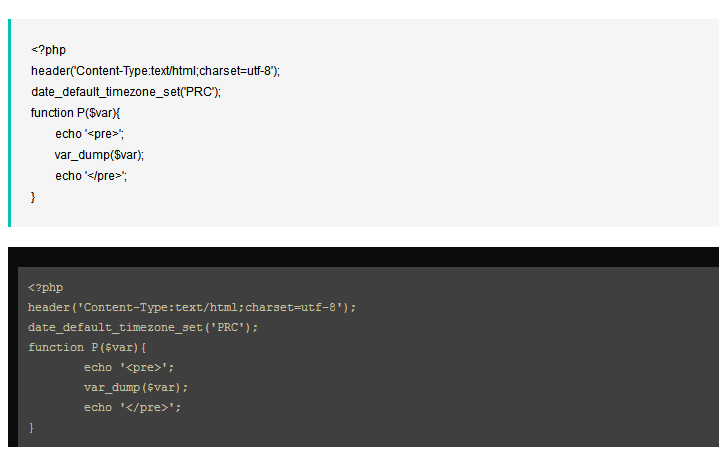 <?php
header('Content-Type:text/html;charset=utf-8');
date_default_timezone_set('PRC');
function P($var){
    echo '<pre>';
    var_dump($var);
    echo '</pre>';
}
<?php
header('Content-Type:text/html;charset=utf-8');
date_default_timezone_set('PRC');
function P($var){
        echo '<pre>';
        var_dump($var);
        echo '</pre>';
}